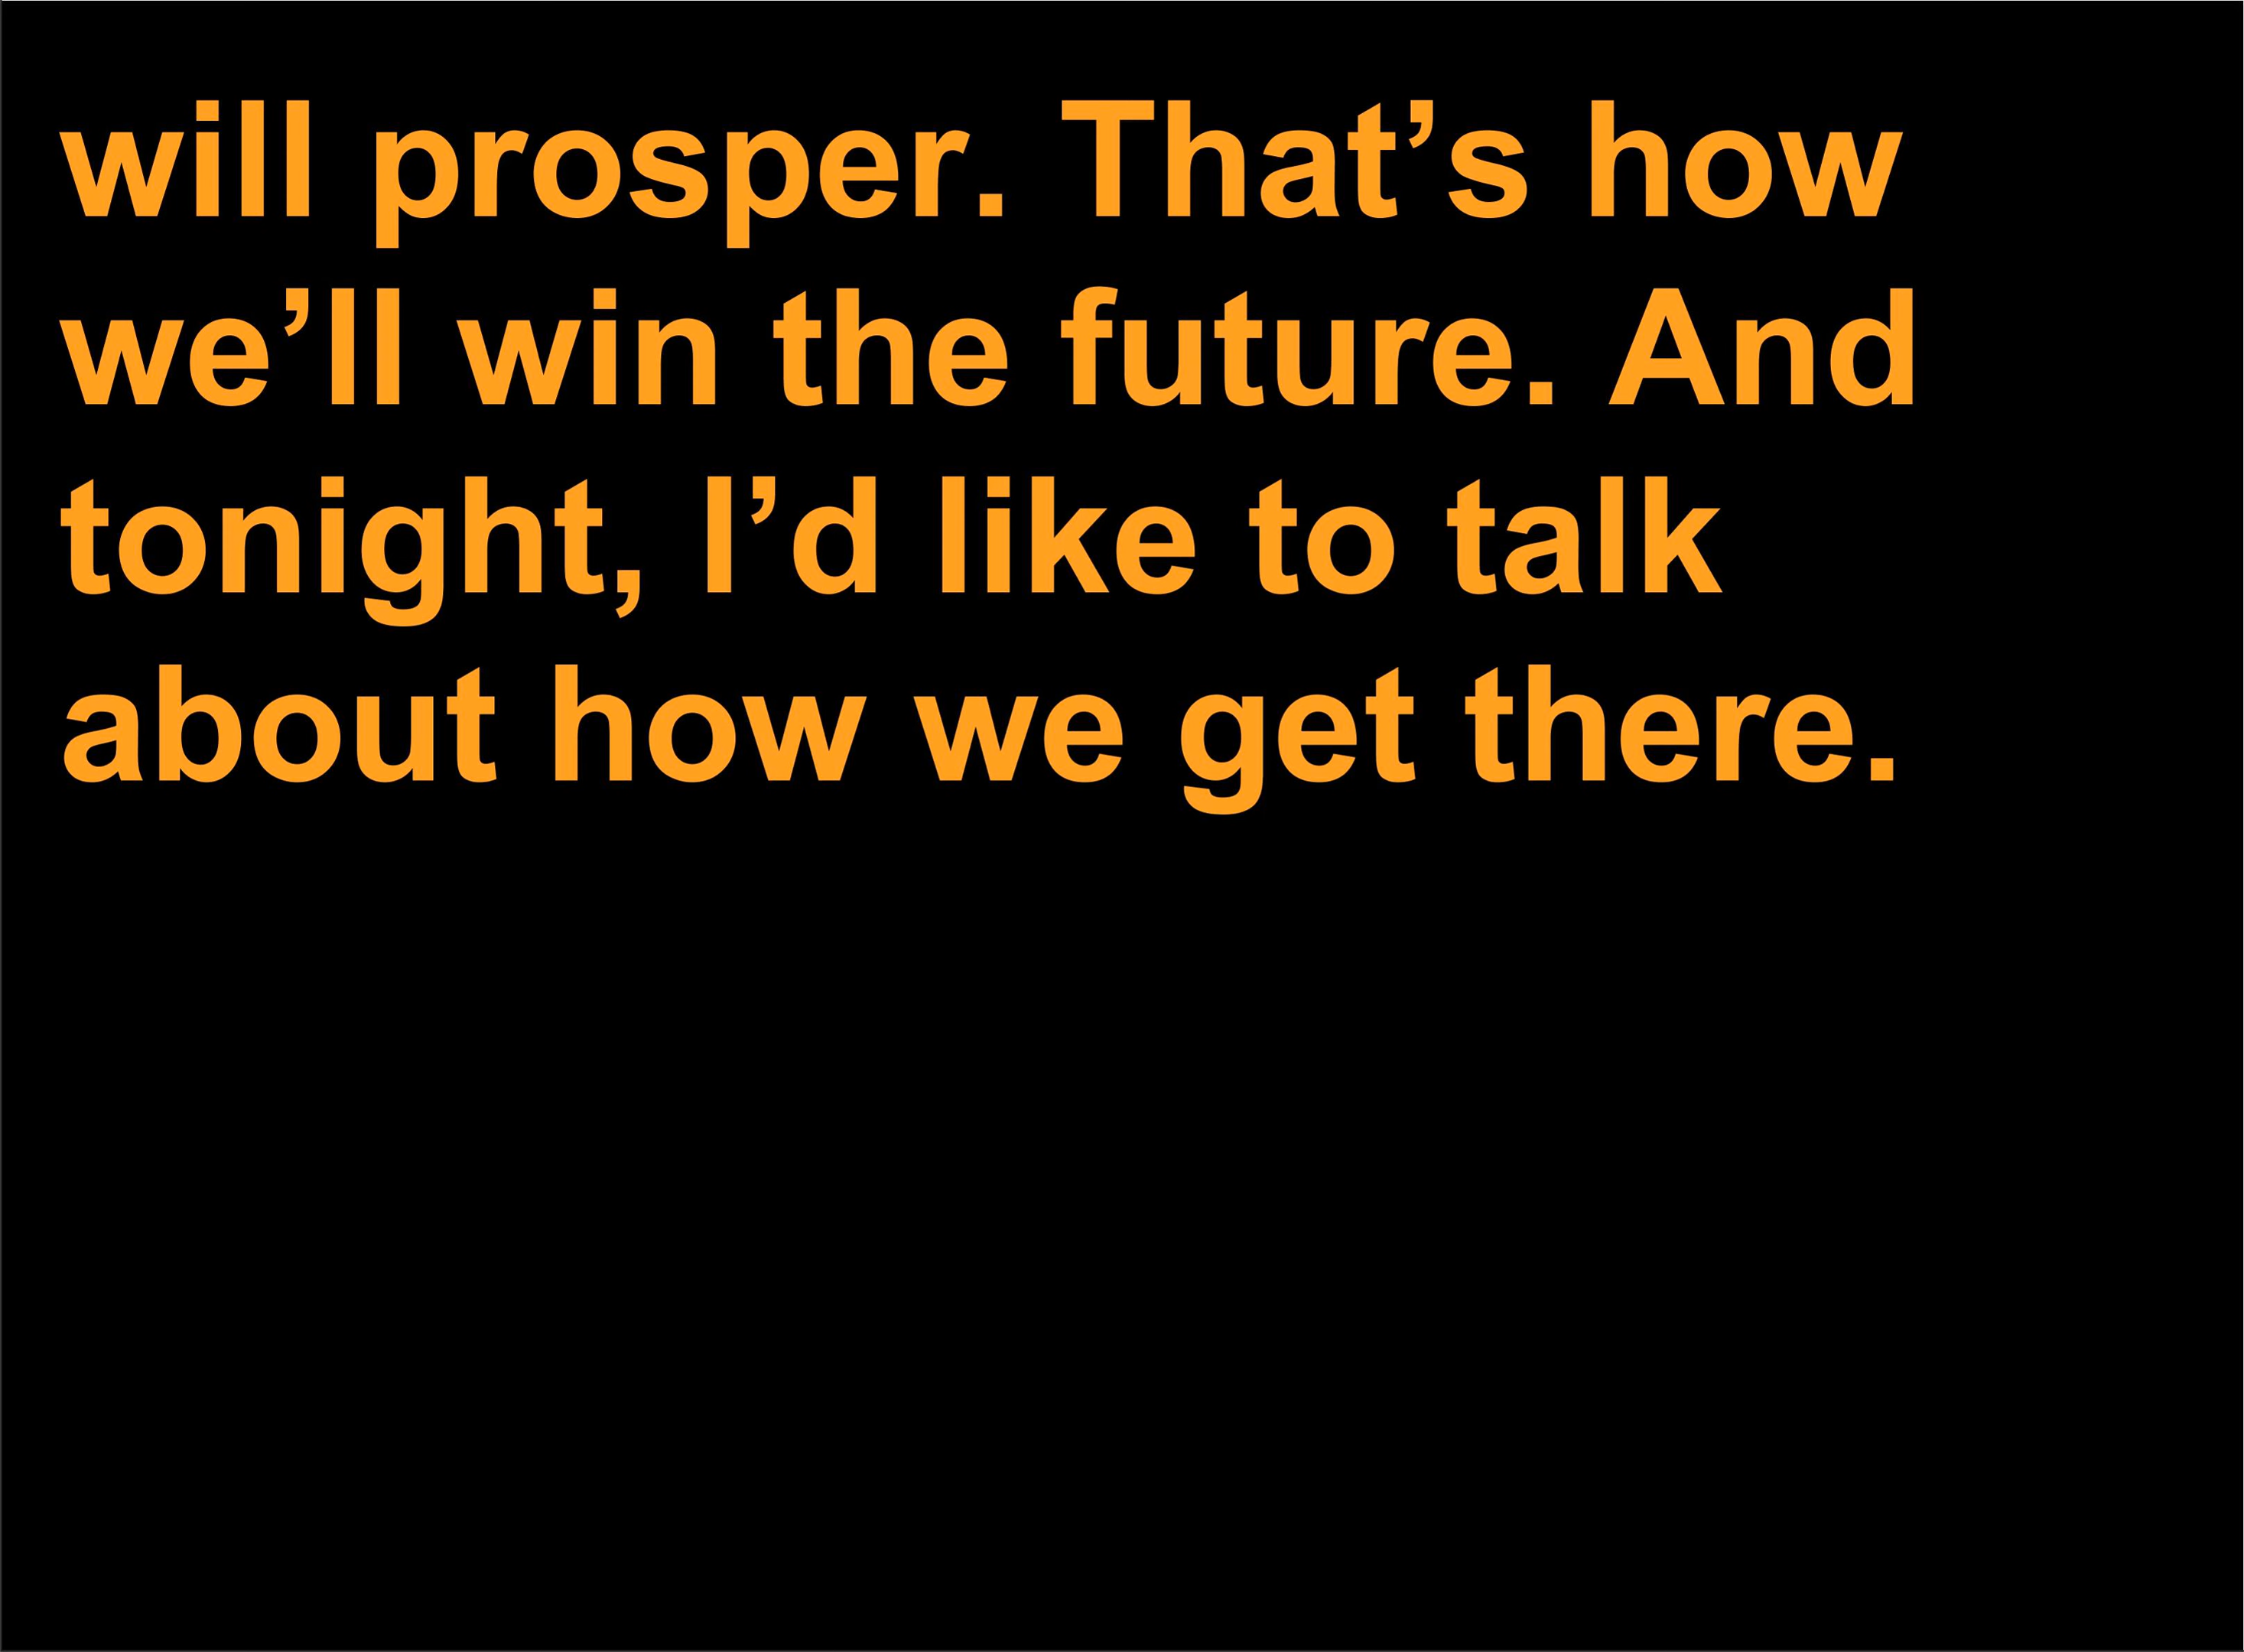 will prosper. That’s how
we’ll win the future. And
tonight, I’d like to talk
about how we get there.